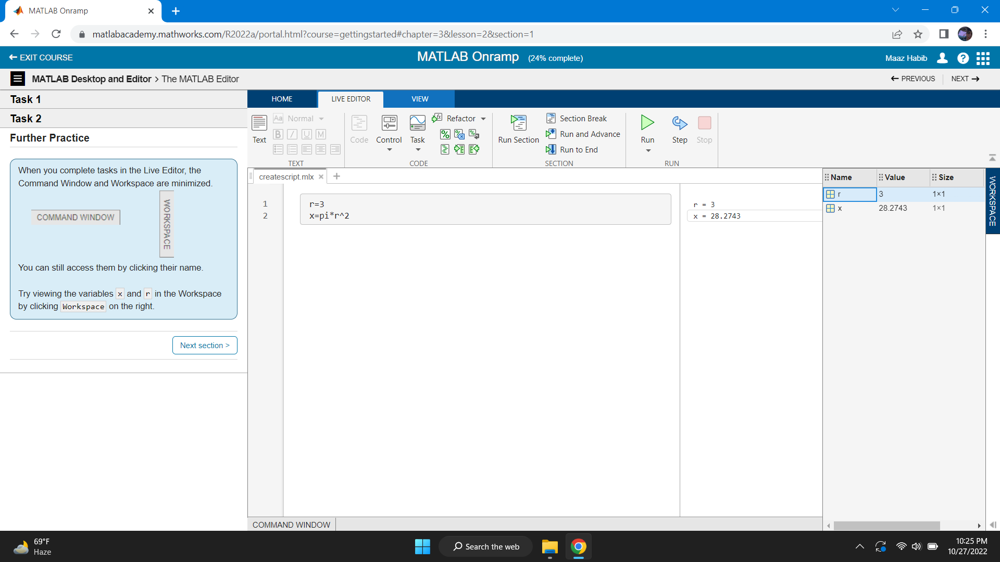 MATLAB Onramp
matlabacademy.mathworks.com/R2022a/portal.html?course=gettingstarted#chapter=3&lesson=2&section=1
EXIT COURSE
MATLAB Onramp (24% complete)
Maaz Habib
MATLAB Desktop and Editor > The MATLAB Editor
PREVIOUS
NEXT
Task 1
Task 2
Further Practice
When you complete tasks in the Live Editor, the
Command Window and Workspace are minimized.
COMMAND WINDOW
WORKSPACE
You can still access them by clicking their name.
Try viewing the variables x and r in the Workspace
by clicking Workspace on the right.
Next section >
HOME
LIVE EDITOR
VIEW
Text
Aa Normal
B I U M
TEXT
Code
Control
Task
Refactor
CODE
Run Section
Section Break
Run and Advance
Run to End
SECTION
Run
Step
Stop
RUN
createscript.mlx
1 r=3
2 x=pi*r^2
r = 3
x = 28.2743
Name Value Size
r 3 1×1
x 28.2743 1×1
WORKSPACE
COMMAND WINDOW
69°F
Haze
Search the web
10:25 PM
10/27/2022